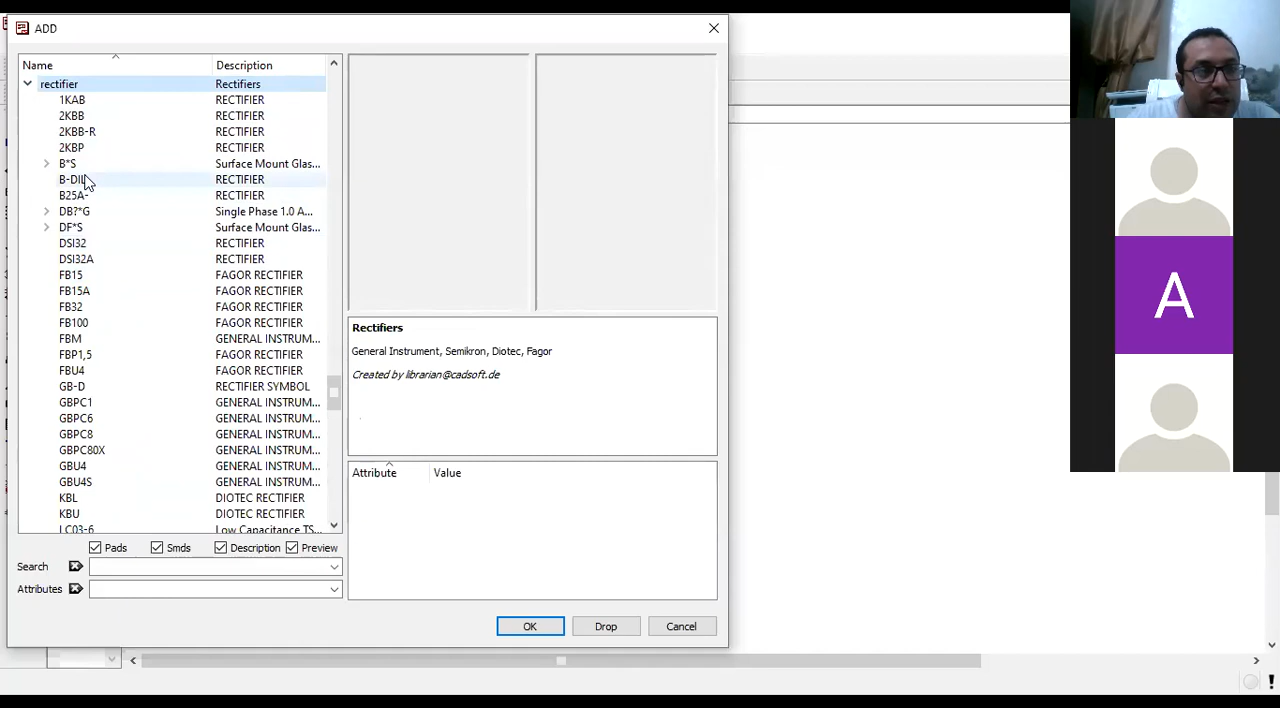 ADD
Name Description
rectifier Rectifiers
1KAB RECTIFIER
2KBB RECTIFIER
2KBB-R RECTIFIER
2KBP RECTIFIER
B*S Surface Mount Glas...
B-DIL RECTIFIER
B25A- RECTIFIER
DB?*G Single Phase 1.0 A...
DF*S Surface Mount Glas...
DSI32 RECTIFIER
DSI32A RECTIFIER
FB15 FAGOR RECTIFIER
FB15A FAGOR RECTIFIER
FB32 FAGOR RECTIFIER
FB100 FAGOR RECTIFIER
FBM GENERAL INSTRUM...
FBP1,5 FAGOR RECTIFIER
FBU4 FAGOR RECTIFIER
GB-D RECTIFIER SYMBOL
GBPC1 GENERAL INSTRUM...
GBPC6 GENERAL INSTRUM...
GBPC8 GENERAL INSTRUM...
GBPC80X GENERAL INSTRUM...
GBU4 GENERAL INSTRUM...
GBU4S GENERAL INSTRUM...
KBL DIOTEC RECTIFIER
KBU DIOTEC RECTIFIER
LC03-6 Low Capacitance TS...
Pads Smds Description Preview
Search
Attributes
Rectifiers
General Instrument, Semikron, Diotec, Fagor
Created by librarian@cadsoft.de
Attribute Value
OK Drop Cancel
A